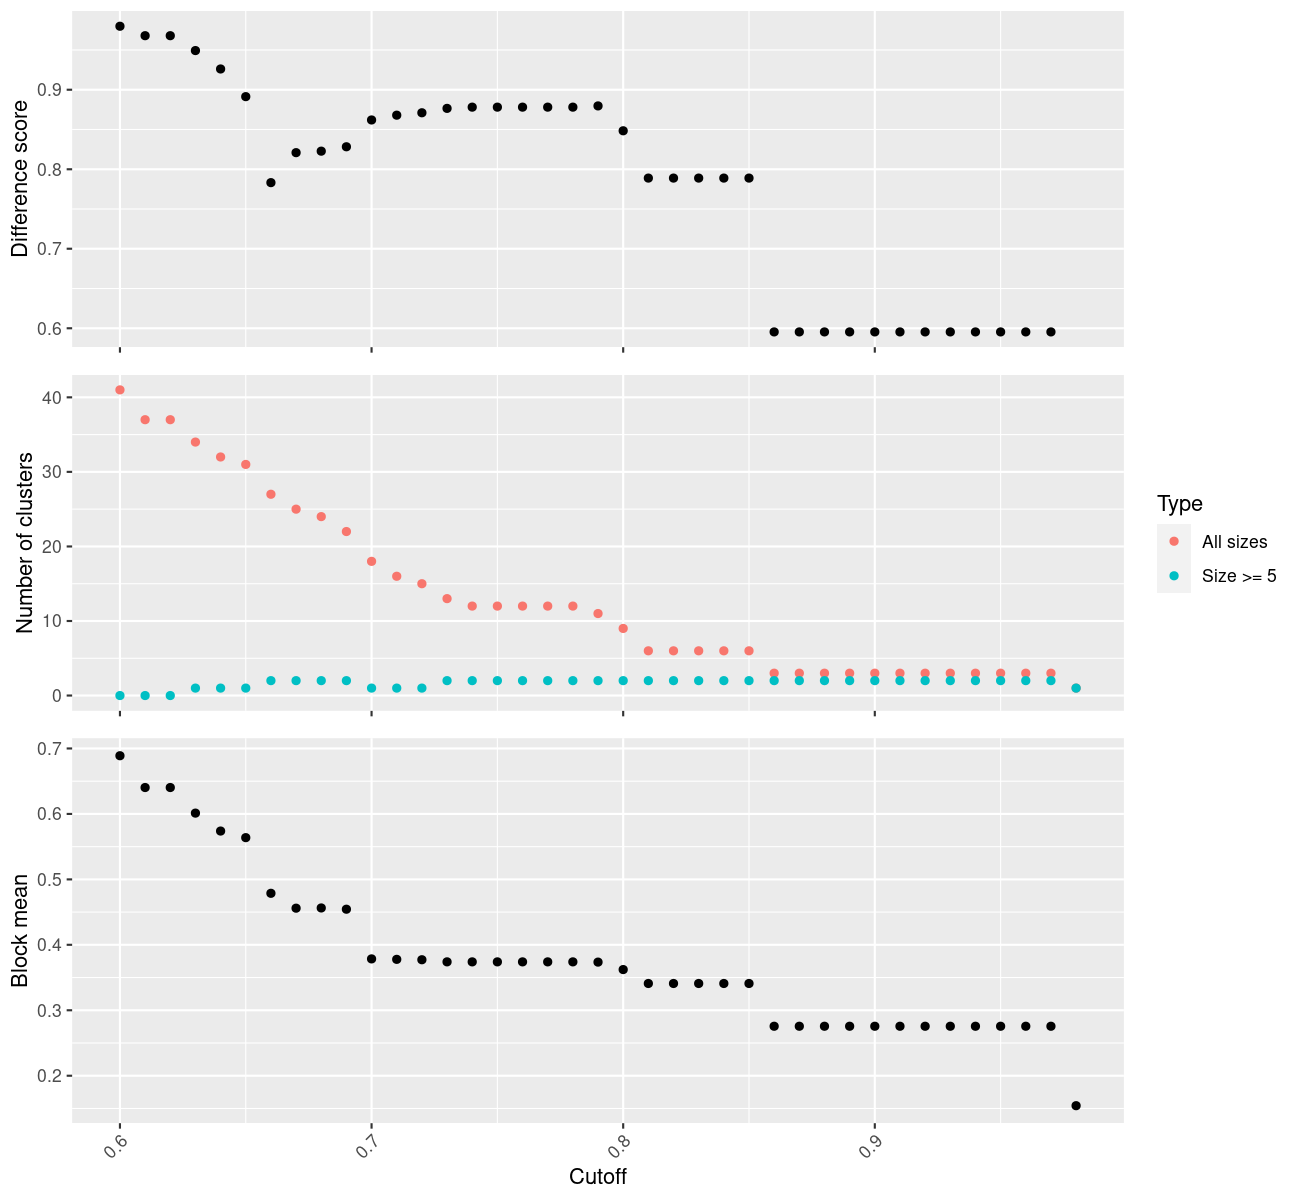 Difference score
0.9
0.8
0.7
0.6
Number of clusters
40
30
20
10
0
Type
All sizes
Size >= 5
Block mean
0.7
0.6
0.5
0.4
0.3
0.2
0.6
0.7
0.8
0.9
Cutoff